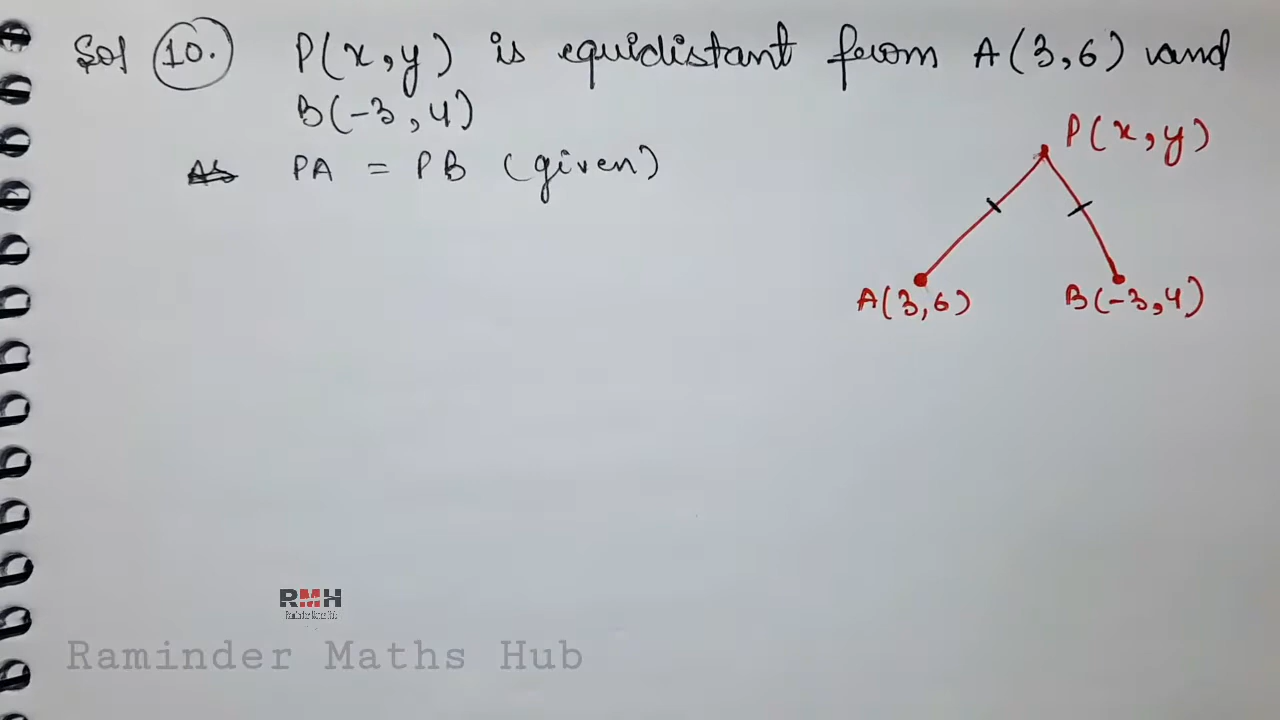 Sol 10. P(x,y) is equidistant from A(3,6) and
B(-3,4)
As PA = PB (given)
P(x,y)
A(3,6) B(-3,4)
RMH
Raminder Maths Hub